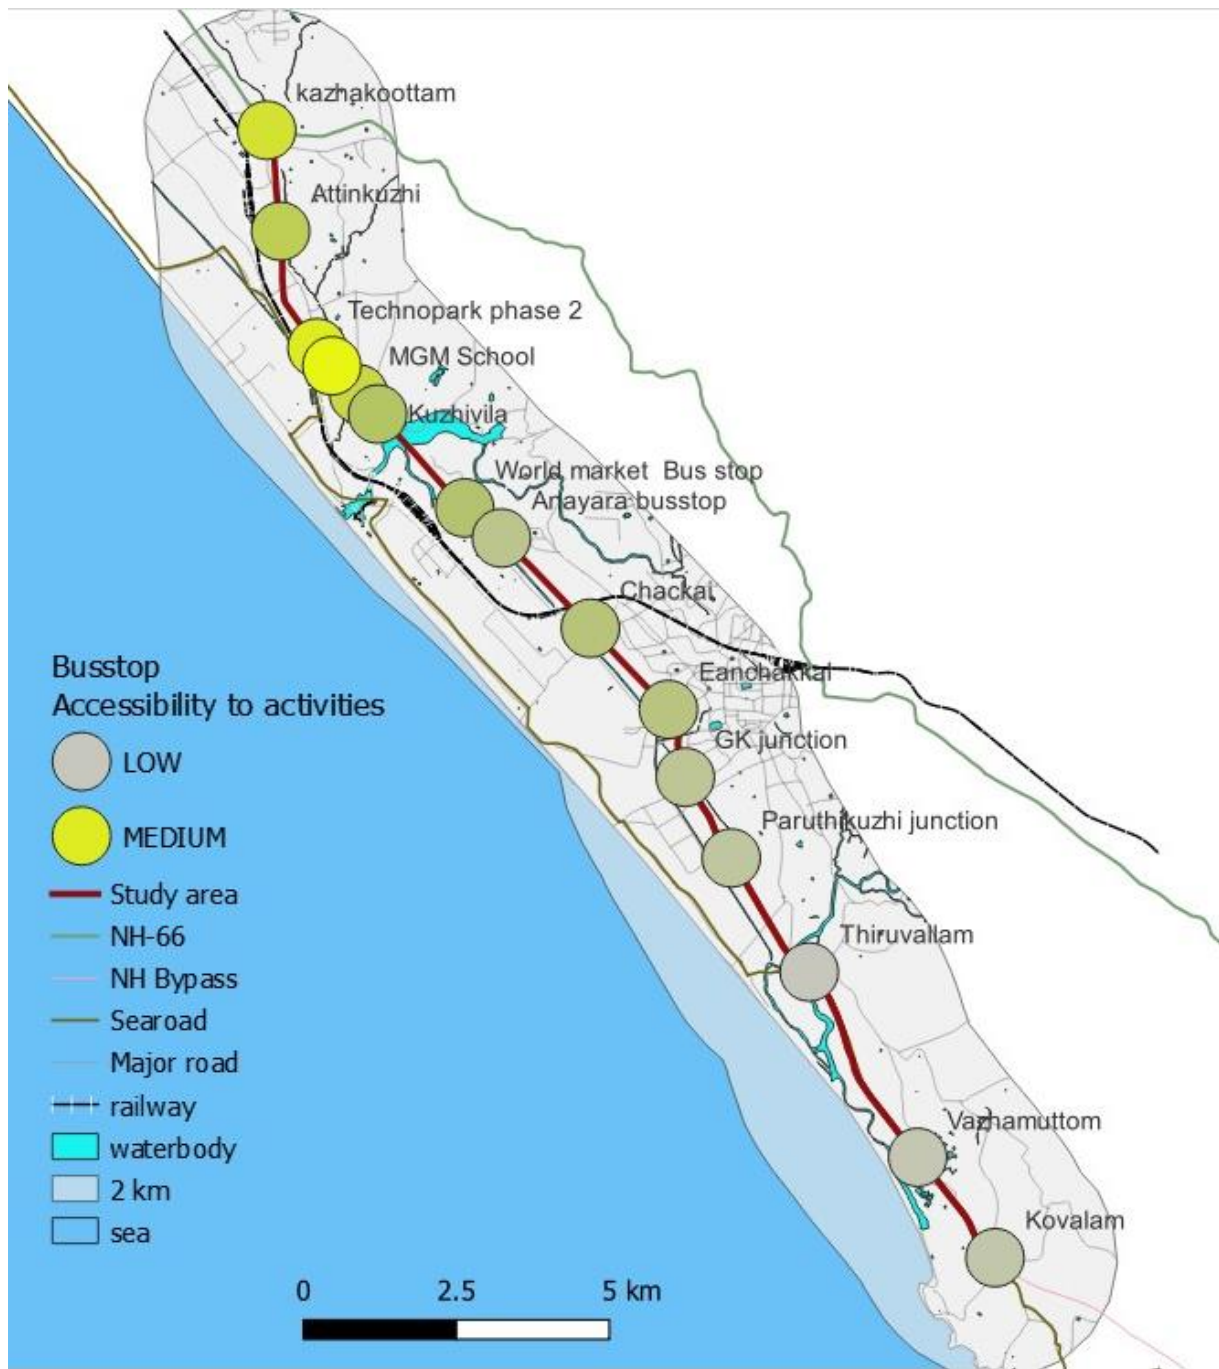 kazhakoottam
Attinkuzhi
Technopark phase 2
MGM School
Kuzhivila
World market Bus stop
Anayara busstop
Chackai
Eanchakkal
GK junction
Paruthikuzhi junction
Thiruvallam
Vazhamuttom
Kovalam
Busstop
Accessibility to activities
LOW
MEDIUM
Study area
NH-66
NH Bypass
Searoad
Major road
railway
waterbody
2 km
sea
0 2.5 5 km